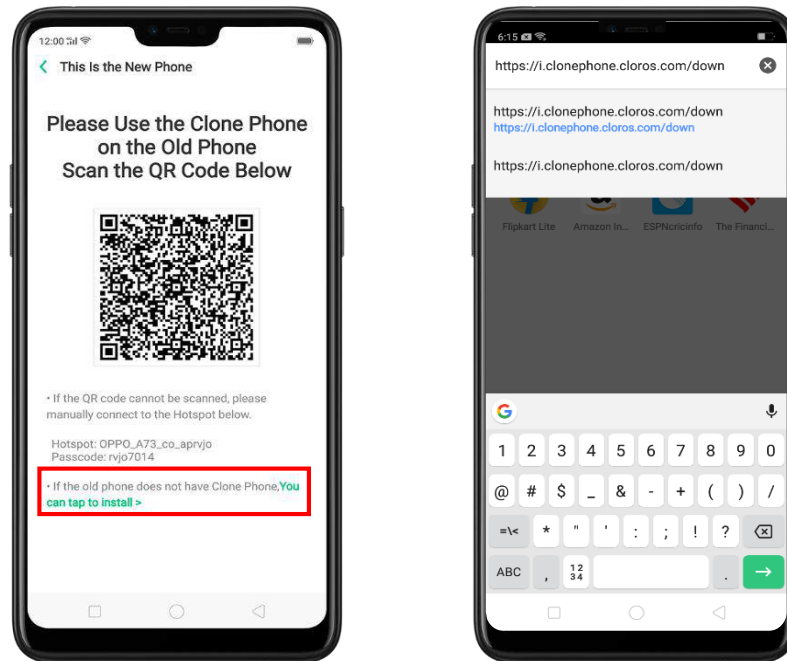 12:00
This Is the New Phone
Please Use the Clone Phone
on the Old Phone
Scan the QR Code Below
• If the QR code cannot be scanned, please
manually connect to the Hotspot below.
Hotspot: OPPO_A73_co_aprvjo
Passcode: rvjo7014
• If the old phone does not have Clone Phone,You
can tap to install >
6:15
https://i.clonephone.cloros.com/down
https://i.clonephone.cloros.com/down
https://i.clonephone.cloros.com/down
https://i.clonephone.cloros.com/down
Flipkart Lite Amazon In... ESPNcricinfo The Financi...
G
1 2 3 4 5 6 7 8 9 0
@ # $ _ & - + ( ) /
=\< * " ' : ; ! ?
ABC , 12 .
34